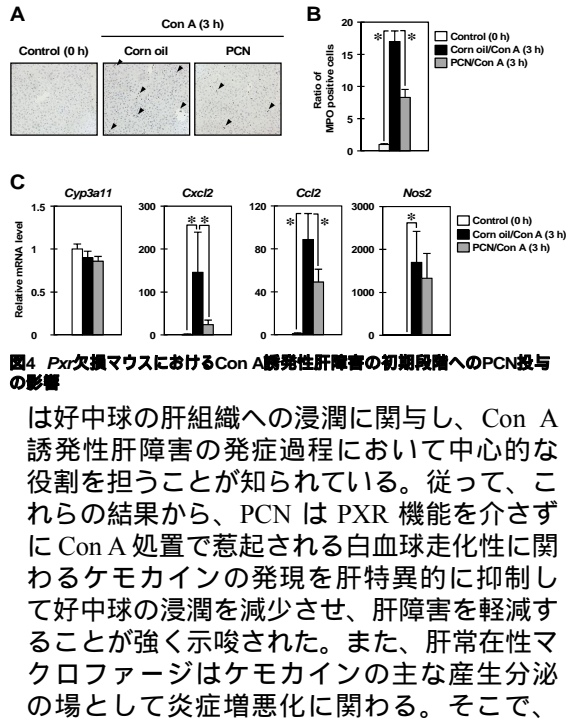 A
Con A (3 h)
Control (0 h) Corn oil PCN
B
20
15
10
5
0
Ratio of
MPO positive cells
* *
Control (0 h)
Corn oil/Con A (3 h)
PCN/Con A (3 h)
C
Cyp3a11 Cxcl2 Ccl2 Nos2
Relative mRNA level
1.5
1
0.5
0
300
200
100
0
* *
120
80
40
0
* *
3000
2000
1000
0
*
Control (0 h)
Corn oil/Con A (3 h)
PCN/Con A (3 h)
図4 Pxr欠損マウスにおけるCon A誘発性肝障害の初期段階へのPCN投与
の影響
は好中球の肝組織への浸潤に関与し、Con A
誘発性肝障害の発症過程において中心的な
役割を担うことが知られている。従って、こ
れらの結果から、PCN は PXR 機能を介さず
に Con A 処置で惹起される白血球走化性に関
わるケモカインの発現を肝特異的に抑制し
て好中球の浸潤を減少させ、肝障害を軽減す
ることが強く示唆された。また、肝常在性マ
クロファージはケモカインの主な産生分泌
の場として炎症増悪化に関わる。そこで、